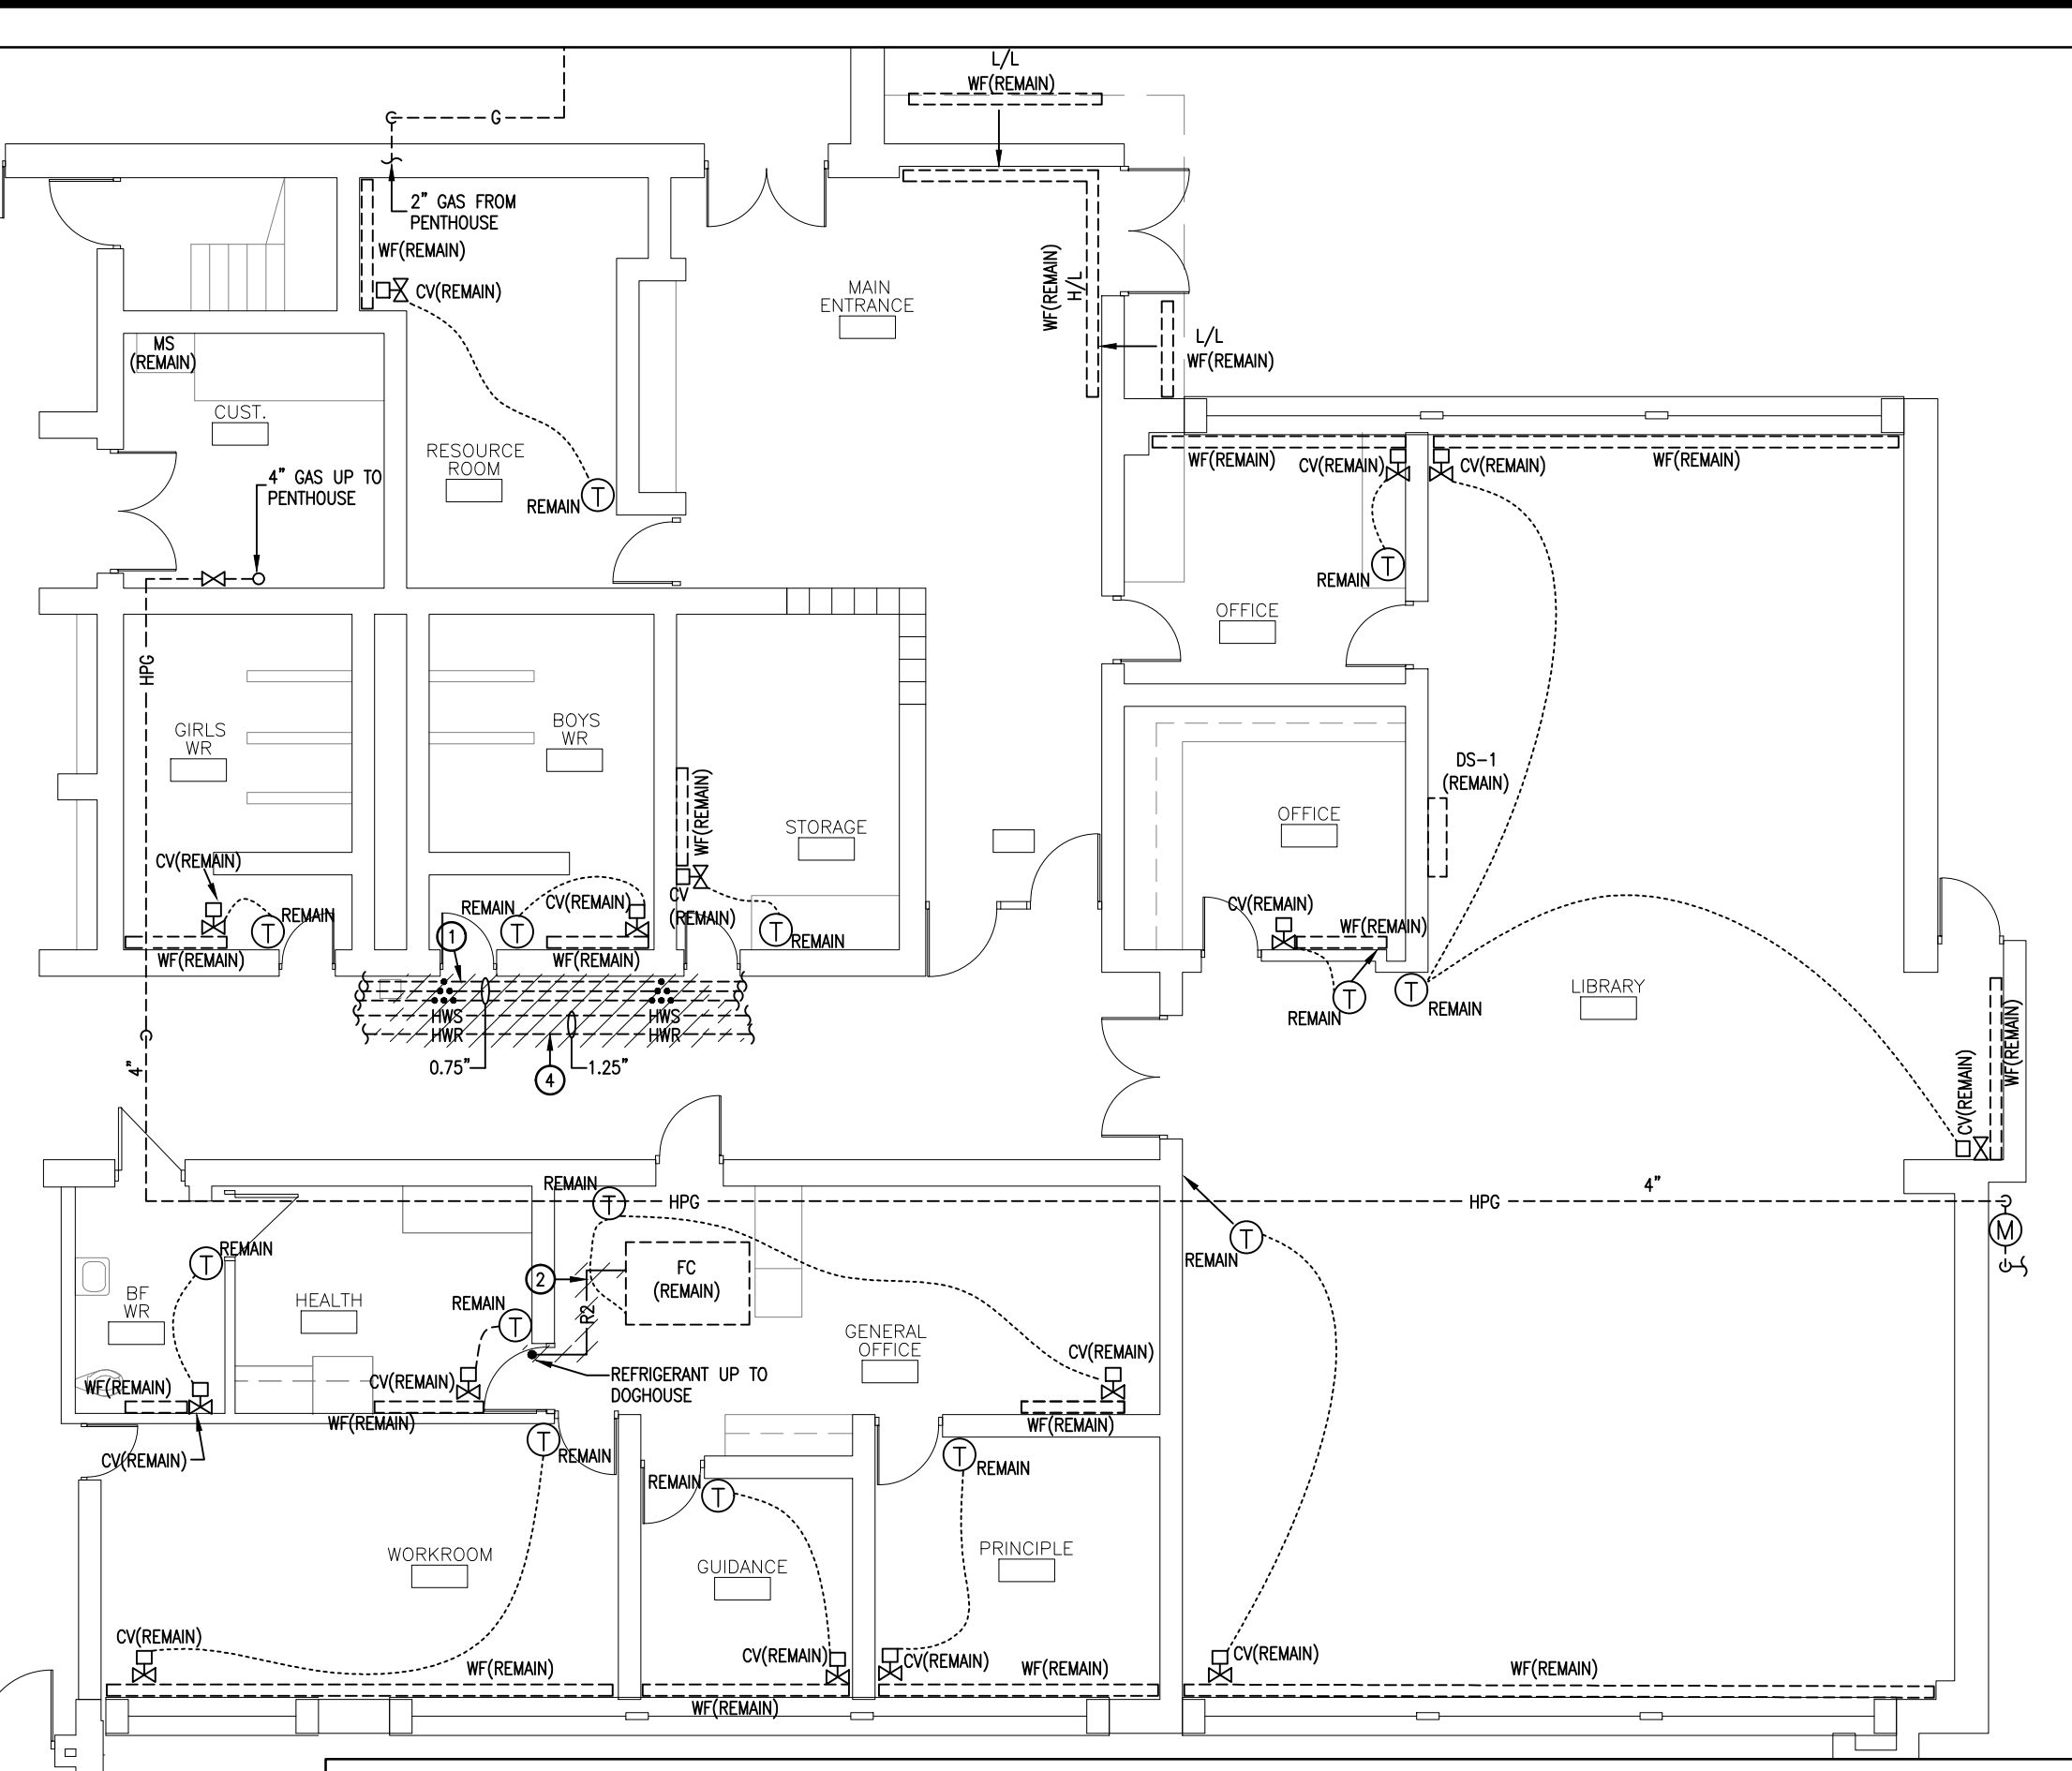 L/L
WF(REMAIN)
G
2" GAS FROM
PENTHOUSE
WF(REMAIN)
CV(REMAIN)
MAIN
ENTRANCE
WF(REMAIN)
H/L
L/L
WF(REMAIN)
MS
(REMAIN)
CUST.
RESOURCE
ROOM
4" GAS UP TO
PENTHOUSE
REMAIN
T
WF(REMAIN)
CV(REMAIN)
CV(REMAIN)
WF(REMAIN)
T
REMAIN
OFFICE
HPG
GIRLS
WR
BOYS
WR
WF(REMAIN)
STORAGE
DS-1
(REMAIN)
OFFICE
CV(REMAIN)
T
REMAIN
REMAIN
T
CV(REMAIN)
CV
(REMAIN)
T
REMAIN
CV(REMAIN)
WF(REMAIN)
WF(REMAIN)
1
WF(REMAIN)
T
REMAIN
T
REMAIN
LIBRARY
HWS
HWR
HWS
HWR
0.75"
4
1.25"
4"
CV(REMAIN)
WF(REMAIN)
REMAIN
T
HPG
HPG
4"
M
T
REMAIN
T
REMAIN
BF
WR
HEALTH
REMAIN
T
2
R2
FC
(REMAIN)
GENERAL
OFFICE
CV(REMAIN)
REFRIGERANT UP TO
DOGHOUSE
WF(REMAIN)
CV(REMAIN)
WF(REMAIN)
WF(REMAIN)
CV(REMAIN)
T
REMAIN
REMAIN
T
T
REMAIN
WORKROOM
GUIDANCE
PRINCIPLE
CV(REMAIN)
WF(REMAIN)
CV(REMAIN)
CV(REMAIN)
WF(REMAIN)
CV(REMAIN)
WF(REMAIN)
WF(REMAIN)